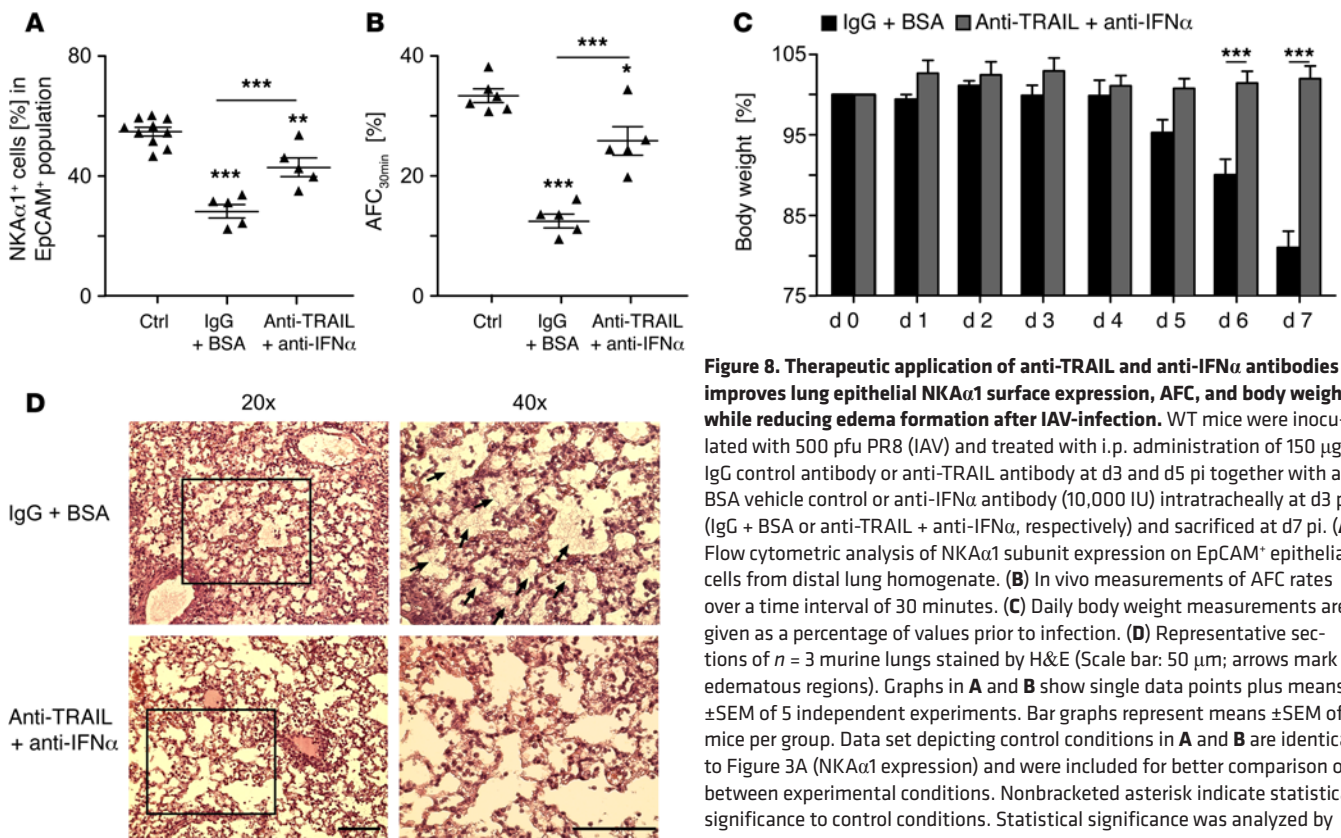 A
80
40
0
NKAα1⁺ cells [%] in
EpCAM⁺ population
***
***
**
Ctrl
IgG
+ BSA
Anti-TRAIL
+ anti-IFNα
B
40
20
0
AFC30min [%]
***
***
*
Ctrl
IgG
+ BSA
Anti-TRAIL
+ anti-IFNα
C
IgG + BSA
Anti-TRAIL + anti-IFNα
105
95
85
75
Body weight [%]
***
***
d 0
d 1
d 2
d 3
d 4
d 5
d 6
d 7
D
20x
40x
IgG + BSA
Anti-TRAIL
+ anti-IFNα
Figure 8. Therapeutic application of anti-TRAIL and anti-IFNα antibodies
improves lung epithelial NKAα1 surface expression, AFC, and body weigh
while reducing edema formation after IAV-infection. WT mice were inocu-
lated with 500 pfu PR8 (IAV) and treated with i.p. administration of 150 μg
IgG control antibody or anti-TRAIL antibody at d3 and d5 pi together with a
BSA vehicle control or anti-IFNα antibody (10,000 IU) intratracheally at d3 p
(IgG + BSA or anti-TRAIL + anti-IFNα, respectively) and sacrificed at d7 pi. (A
Flow cytometric analysis of NKAα1 subunit expression on EpCAM⁺ epithelia
cells from distal lung homogenate. (B) In vivo measurements of AFC rates
over a time interval of 30 minutes. (C) Daily body weight measurements are
given as a percentage of values prior to infection. (D) Representative sec-
tions of n = 3 murine lungs stained by H&E (Scale bar: 50 μm; arrows mark
edematous regions). Graphs in A and B show single data points plus means
±SEM of 5 independent experiments. Bar graphs represent means ±SEM of
mice per group. Data set depicting control conditions in A and B are identica
to Figure 3A (NKAα1 expression) and were included for better comparison o
between experimental conditions. Nonbracketed asterisk indicate statistic
significance to control conditions. Statistical significance was analyzed by